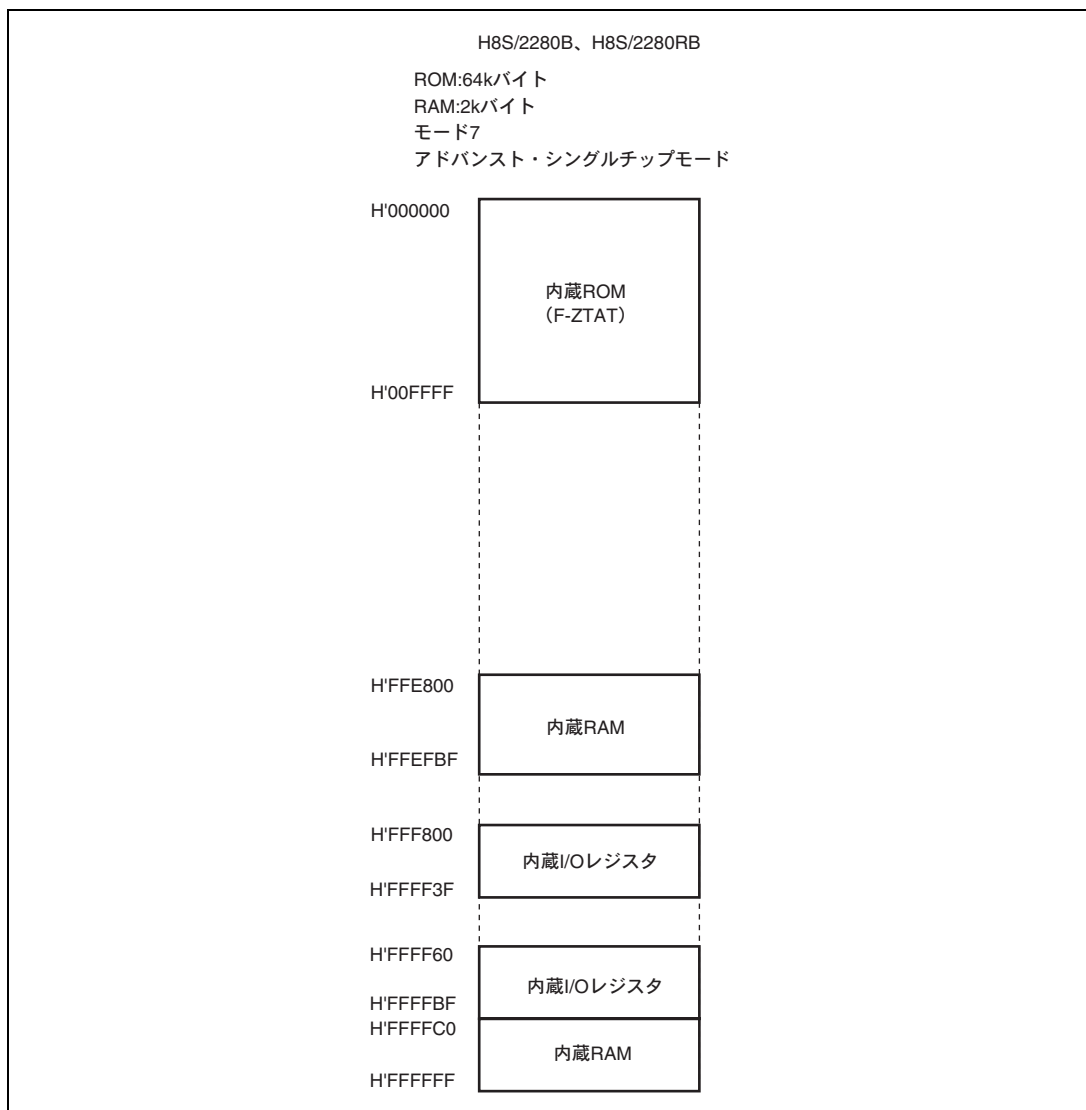 H8S/2280B、H8S/2280RB
ROM:64kバイト
RAM:2kバイト
モード7
アドバンスト・シングルチップモード
H'000000
内蔵ROM
（F-ZTAT）
H'00FFFF
H'FFE800
内蔵RAM
H'FFEFBF
H'FFF800
内蔵I/Oレジスタ
H'FFFF3F
H'FFFF60
内蔵I/Oレジスタ
H'FFFFBF
H'FFFFC0
内蔵RAM
H'FFFFFF